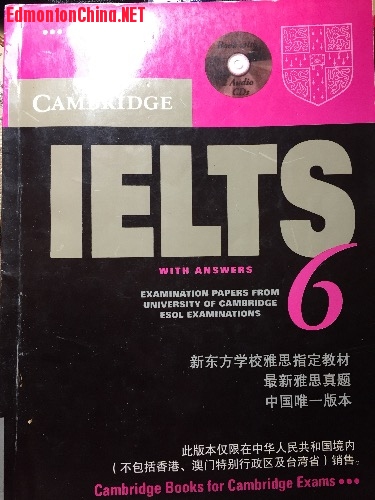 EdmontonChina.NET
Audio
CDs
CAMBRIDGE
IELTS
6
WITH ANSWERS
EXAMINATION PAPERS FROM
UNIVERSITY OF CAMBRIDGE
ESOL EXAMINATIONS
新东方学校雅思指定教材
最新雅思真题
中国唯一版本
此版本仅限在中华人民共和国境内
(不包括香港、澳门特别行政区及台湾省)销售。
Cambridge Books for Cambridge Exams •••